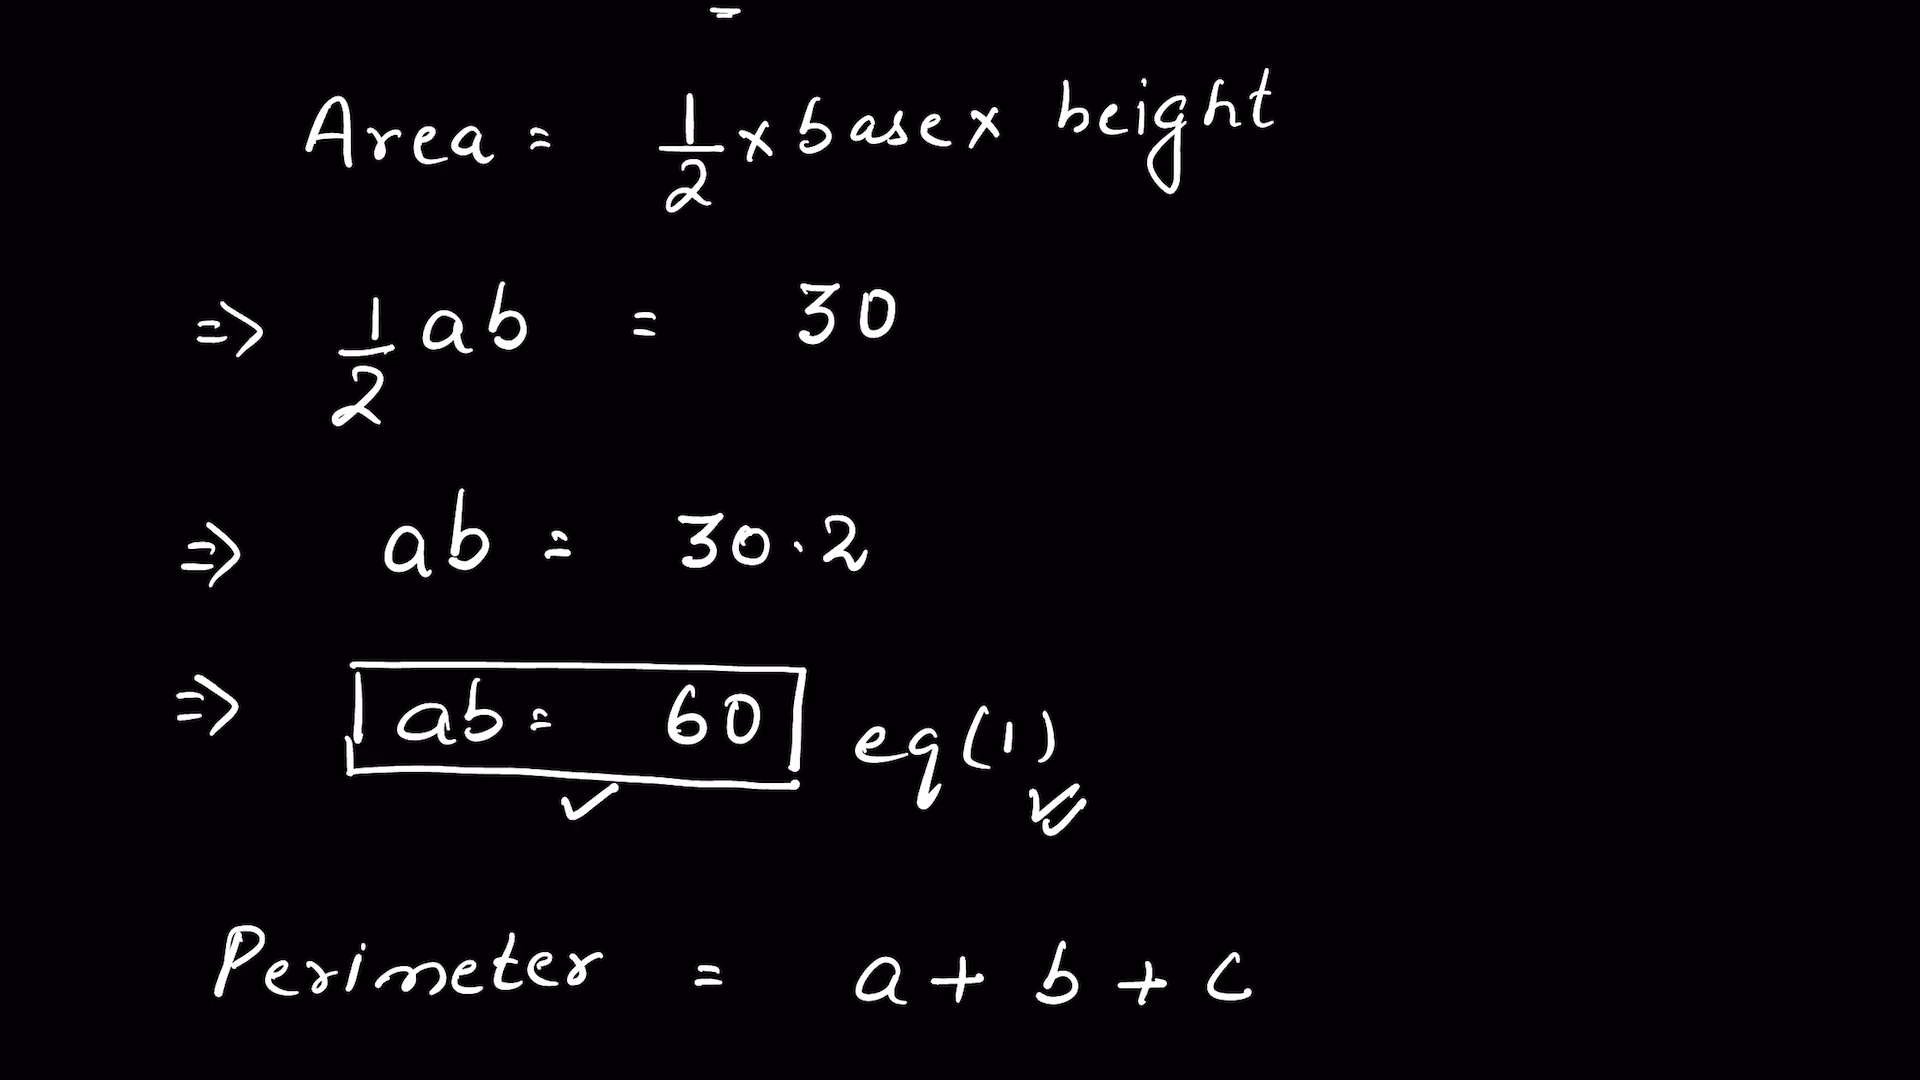 Area = 1/2 × base × height
=> 1/2 ab = 30
=> ab = 30·2
=> ab = 60 eq(1)
Perimeter = a + b + c